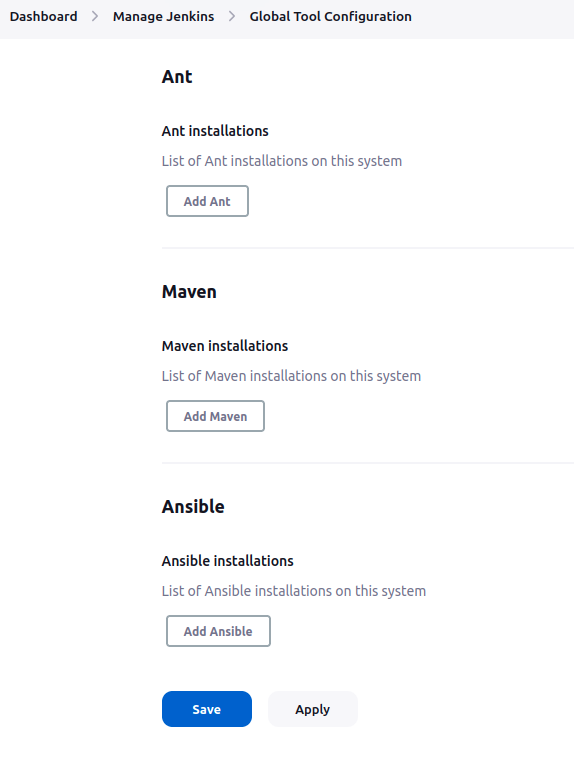 Dashboard > Manage Jenkins > Global Tool Configuration
Ant
Ant installations
List of Ant installations on this system
Add Ant
Maven
Maven installations
List of Maven installations on this system
Add Maven
Ansible
Ansible installations
List of Ansible installations on this system
Add Ansible
Save Apply